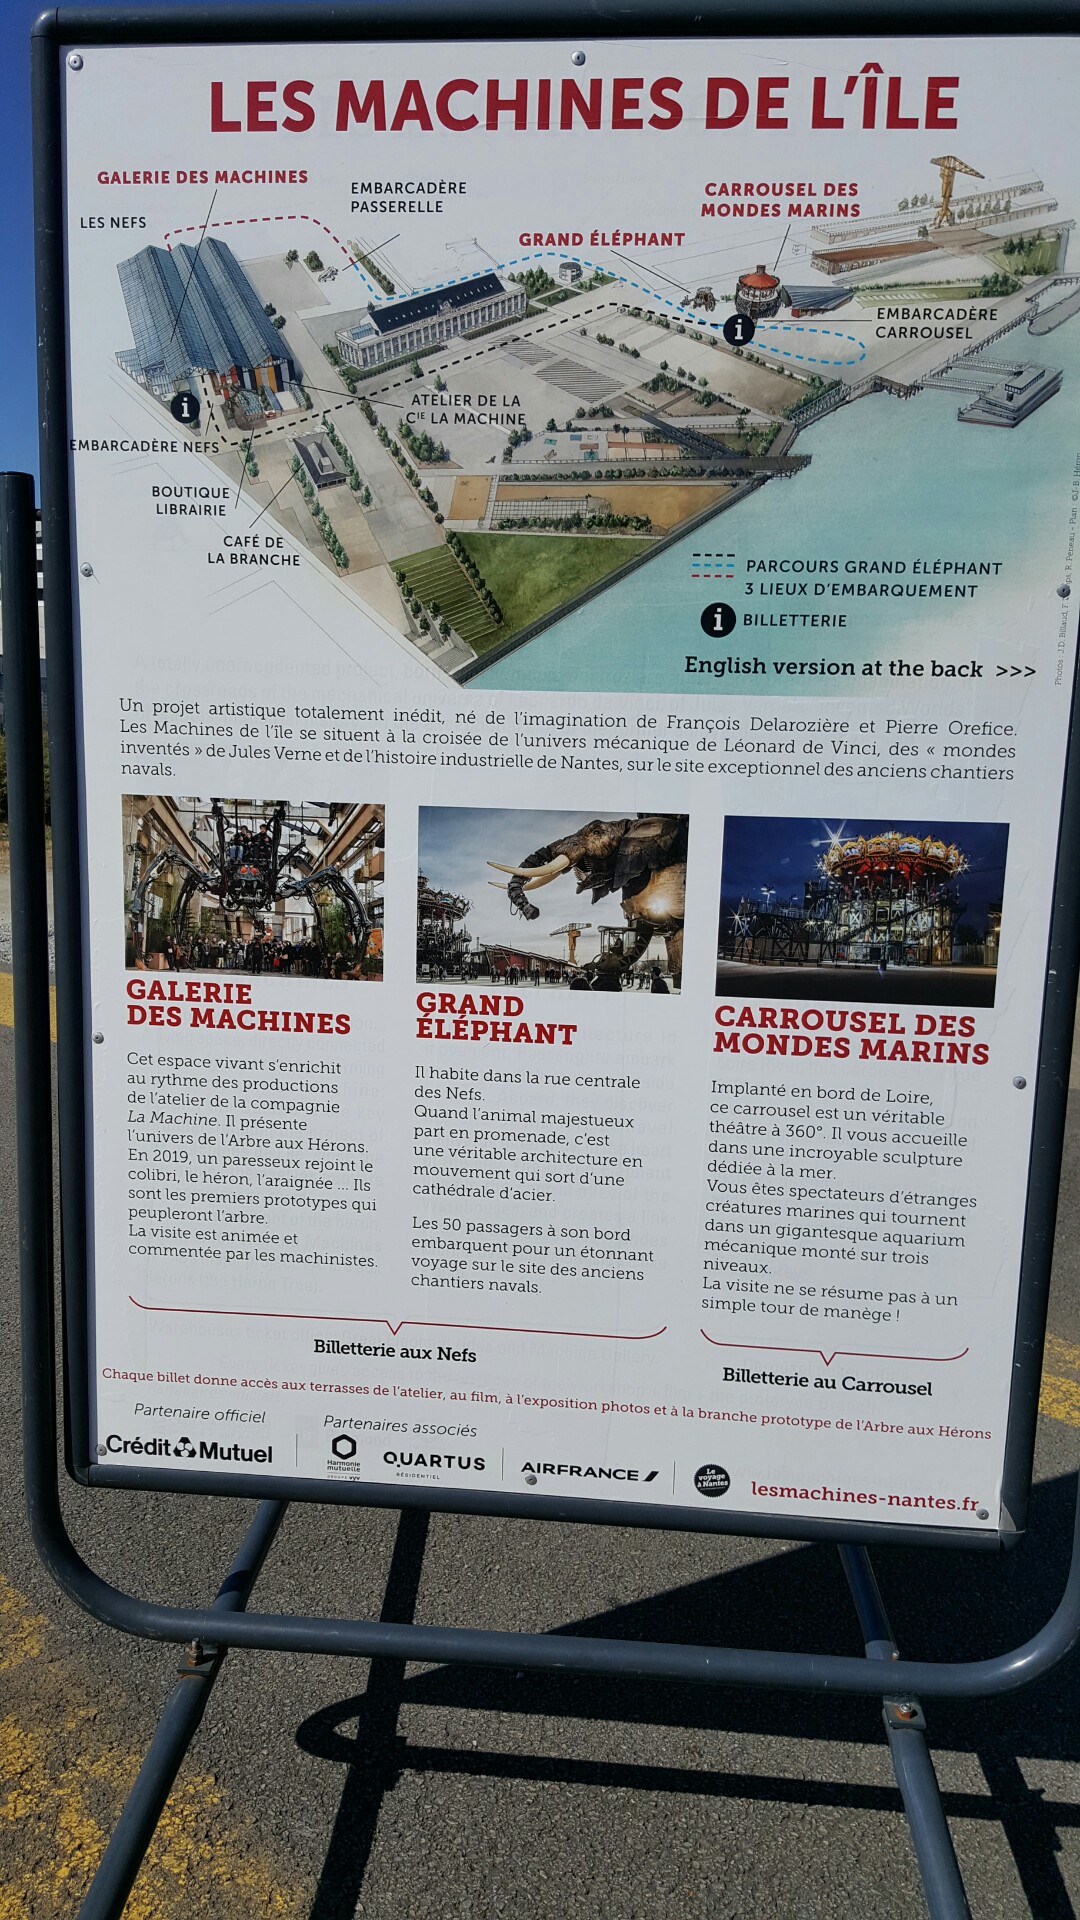 LES MACHINES DE L'ÎLE
GALERIE DES MACHINES
LES NEFS
EMBARCADÈRE
PASSERELLE
GRAND ÉLÉPHANT
CARROUSEL DES
MONDES MARINS
EMBARCADÈRE
CARROUSEL
i
i
ATELIER DE LA
CIE LA MACHINE
EMBARCADÈRE NEFS
BOUTIQUE
LIBRAIRIE
CAFÉ DE
LA BRANCHE
PARCOURS GRAND ÉLÉPHANT
3 LIEUX D'EMBARQUEMENT
i BILLETTERIE
English version at the back >>>
Photos : J.D. Billaud, F. R. Péneau - Plan :
Un projet artistique totalement inédit, né de l'imagination de François Delarozière et Pierre Orefice.
Les Machines de l'île se situent à la croisée de l'univers mécanique de Léonard de Vinci, des « mondes
inventés » de Jules Verne et de l'histoire industrielle de Nantes, sur le site exceptionnel des anciens chantiers
navals.
GALERIE
DES MACHINES
Cet espace vivant s'enrichit
au rythme des productions
de l'atelier de la compagnie
La Machine. Il présente
l'univers de l'Arbre aux Hérons.
En 2019, un paresseux rejoint le
colibri, le héron, l'araignée ... Ils
sont les premiers prototypes qui
peupleront l'arbre.
La visite est animée et
commentée par les machinistes.
GRAND
ÉLÉPHANT
Il habite dans la rue centrale
des Nefs.
Quand l'animal majestueux
part en promenade, c'est
une véritable architecture en
mouvement qui sort d'une
cathédrale d'acier.
Les 50 passagers à son bord
embarquent pour un étonnant
voyage sur le site des anciens
chantiers navals.
CARROUSEL DES
MONDES MARINS
Implanté en bord de Loire,
ce carrousel est un véritable
théâtre à 360°. Il vous accueille
dans une incroyable sculpture
dédiée à la mer.
Vous êtes spectateurs d'étranges
créatures marines qui tournent
dans un gigantesque aquarium
mécanique monté sur trois
niveaux.
La visite ne se résume pas à un
simple tour de manège !
Billetterie aux Nefs
Billetterie au Carrousel
Chaque billet donne accès aux terrasses de l'atelier, au film, à l'exposition photos et à la branche prototype de l'Arbre aux Hérons
Partenaire officiel
Crédit Mutuel
Partenaires associés
Harmonie
mutuelle
GROUPE vyv
QUARTUS
RÉSIDENTIEL
AIRFRANCE
Le
voyage
à Nantes
lesmachines-nantes.fr